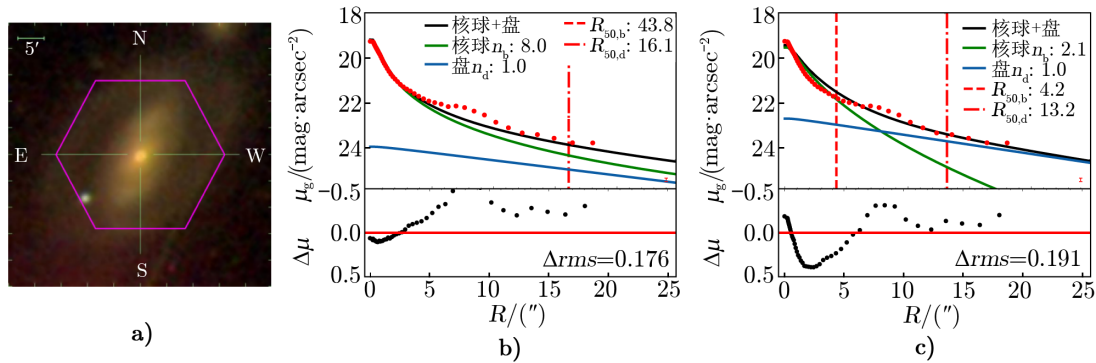 5′
N
E
W
S
a)
18
20
22
24
μg/(mag·arcsec⁻²)
核球+盘
核球n_b: 8.0
盘n_d: 1.0
R₅₀,b: 43.8
R₅₀,d: 16.1
−0.5
0.0
0.5
Δμ
Δrms=0.176
0 5 10 15 20 25
R/(″)
b)
18
20
22
24
μg/(mag·arcsec⁻²)
核球+盘
核球n_b: 2.1
盘n_d: 1.0
R₅₀,b: 4.2
R₅₀,d: 13.2
−0.5
0.0
0.5
Δμ
Δrms=0.191
0 5 10 15 20 25
R/(″)
c)